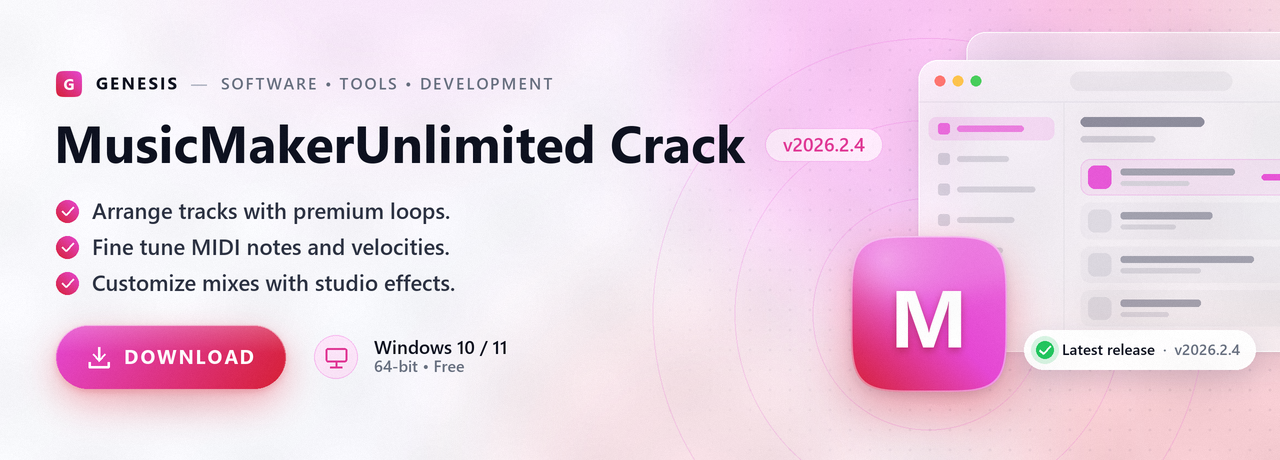 G GENESIS — SOFTWARE • TOOLS • DEVELOPMENT
MusicMakerUnlimited Crack v2026.2.4
Arrange tracks with premium loops.
Fine tune MIDI notes and velocities.
Customize mixes with studio effects.
DOWNLOAD
Windows 10 / 11
64-bit • Free
M
Latest release · v2026.2.4